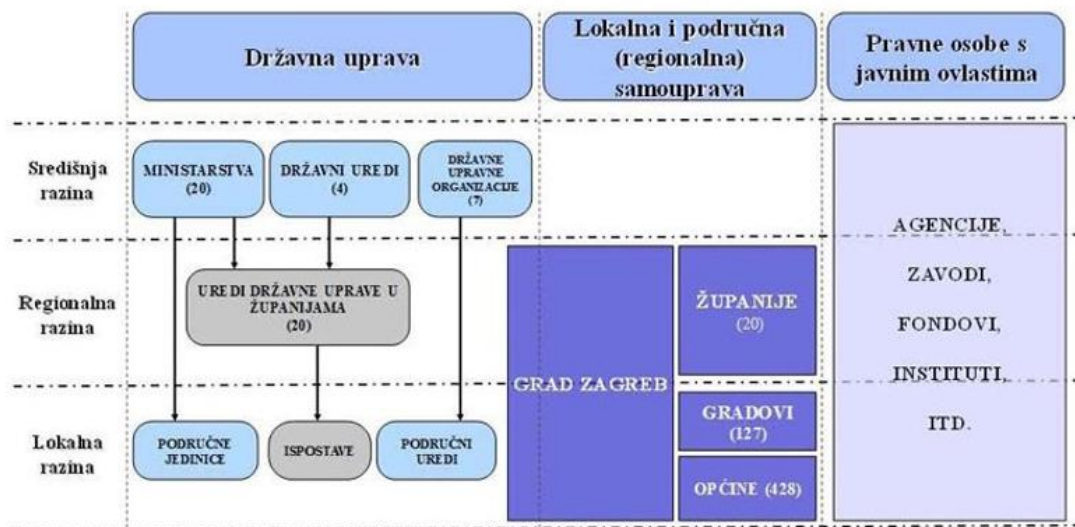 Državna uprava
Lokalna i područna
(regionalna)
samouprava
Pravne osobe s
javnim ovlastima
Središnja
razina
MINISTARSTVA
(20)
DRŽAVNI UREDI
(4)
DRŽAVNE
UPRAVNE
ORGANIZACIJE
(7)
Regionalna
razina
UREDI DRŽAVNE UPRAVE U
ŽUPANIJAMA
(20)
GRAD ZAGREB
ŽUPANIJE
(20)
Lokalna
razina
PODRUČNE
JEDINICE
ISPOSTAVE
PODRUČNI
UREDI
GRADOVI
(127)
OPĆINE (428)
AGENCIJE,
ZAVODI,
FONDOVI,
INSTITUTI,
ITD.